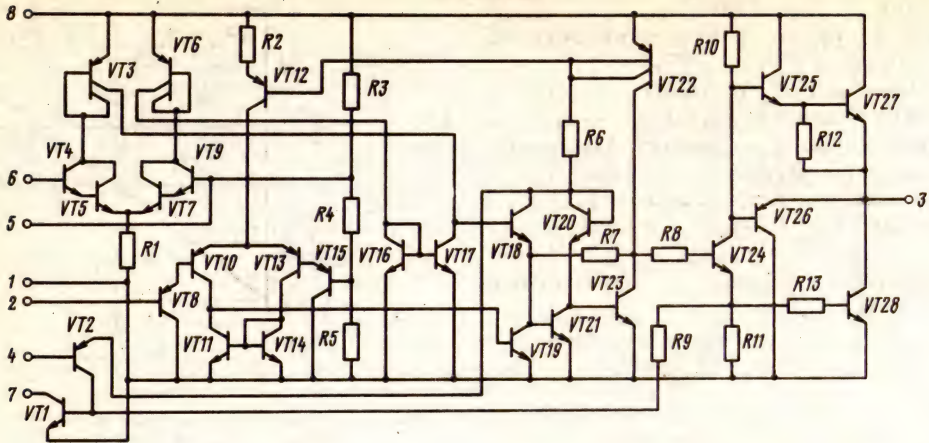 8
R2
VT6
VT3
VT12
R3
R10
VT25
VT22
VT27
R12
R6
VT4
VT9
6
VT5
VT7
5
R4
VT26
3
VT20
VT18
R7
R8
R1
VT10
VT13
VT15
VT16
VT17
VT24
1
2
VT8
VT23
R13
VT28
VT2
VT11
VT14
R5
VT19
VT21
R9
R11
4
7
VT1